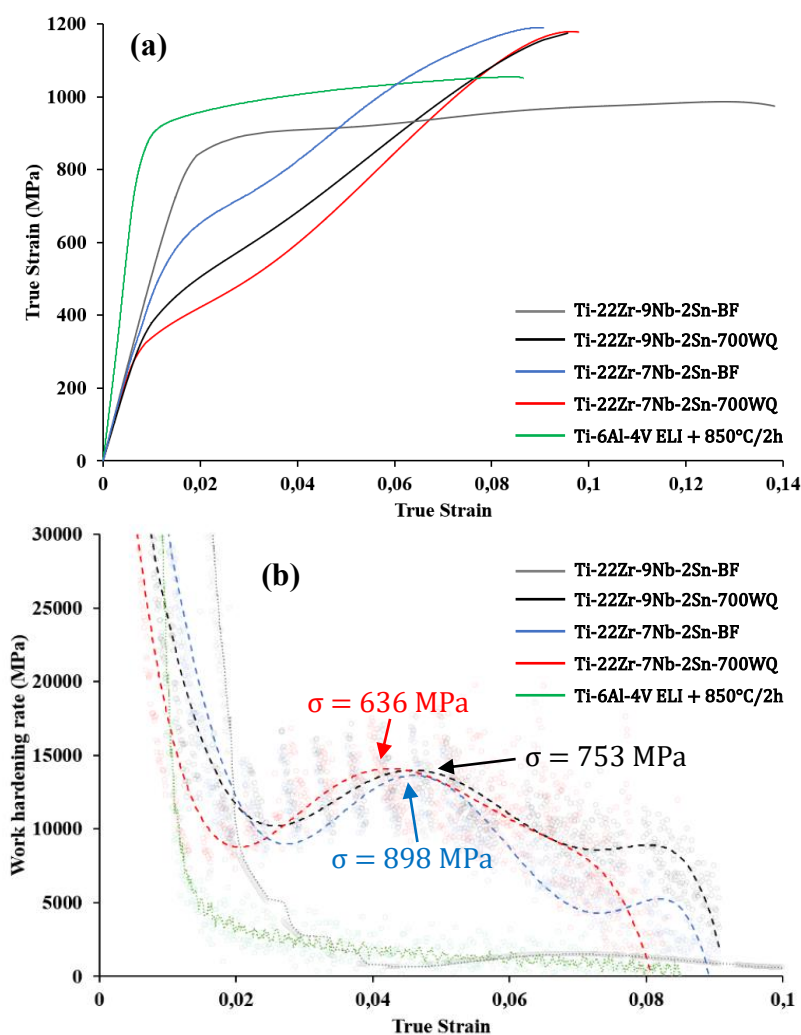 (a)
1200
1000
800
600
400
200
0
True Strain (MPa)
0
0,02
0,04
0,06
0,08
0,1
0,12
0,14
True Strain
Ti-22Zr-9Nb-2Sn-BF
Ti-22Zr-9Nb-2Sn-700WQ
Ti-22Zr-7Nb-2Sn-BF
Ti-22Zr-7Nb-2Sn-700WQ
Ti-6Al-4V ELI + 850°C/2h
(b)
30000
25000
20000
15000
10000
5000
0
Work hardening rate (MPa)
Ti-22Zr-9Nb-2Sn-BF
Ti-22Zr-9Nb-2Sn-700WQ
Ti-22Zr-7Nb-2Sn-BF
Ti-22Zr-7Nb-2Sn-700WQ
Ti-6Al-4V ELI + 850°C/2h
σ = 636 MPa
σ = 753 MPa
σ = 898 MPa
0
0,02
0,04
0,06
0,08
0,1
True Strain